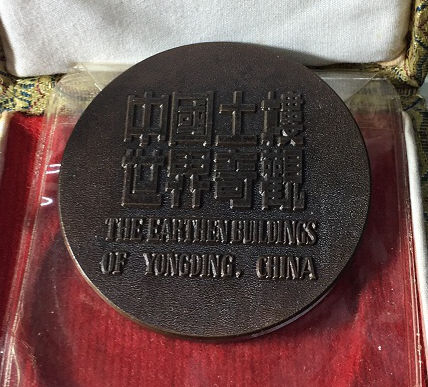 中國土樓
世界奇觀
THE EARTHEN BUILDINGS
OF YONGDING, CHINA